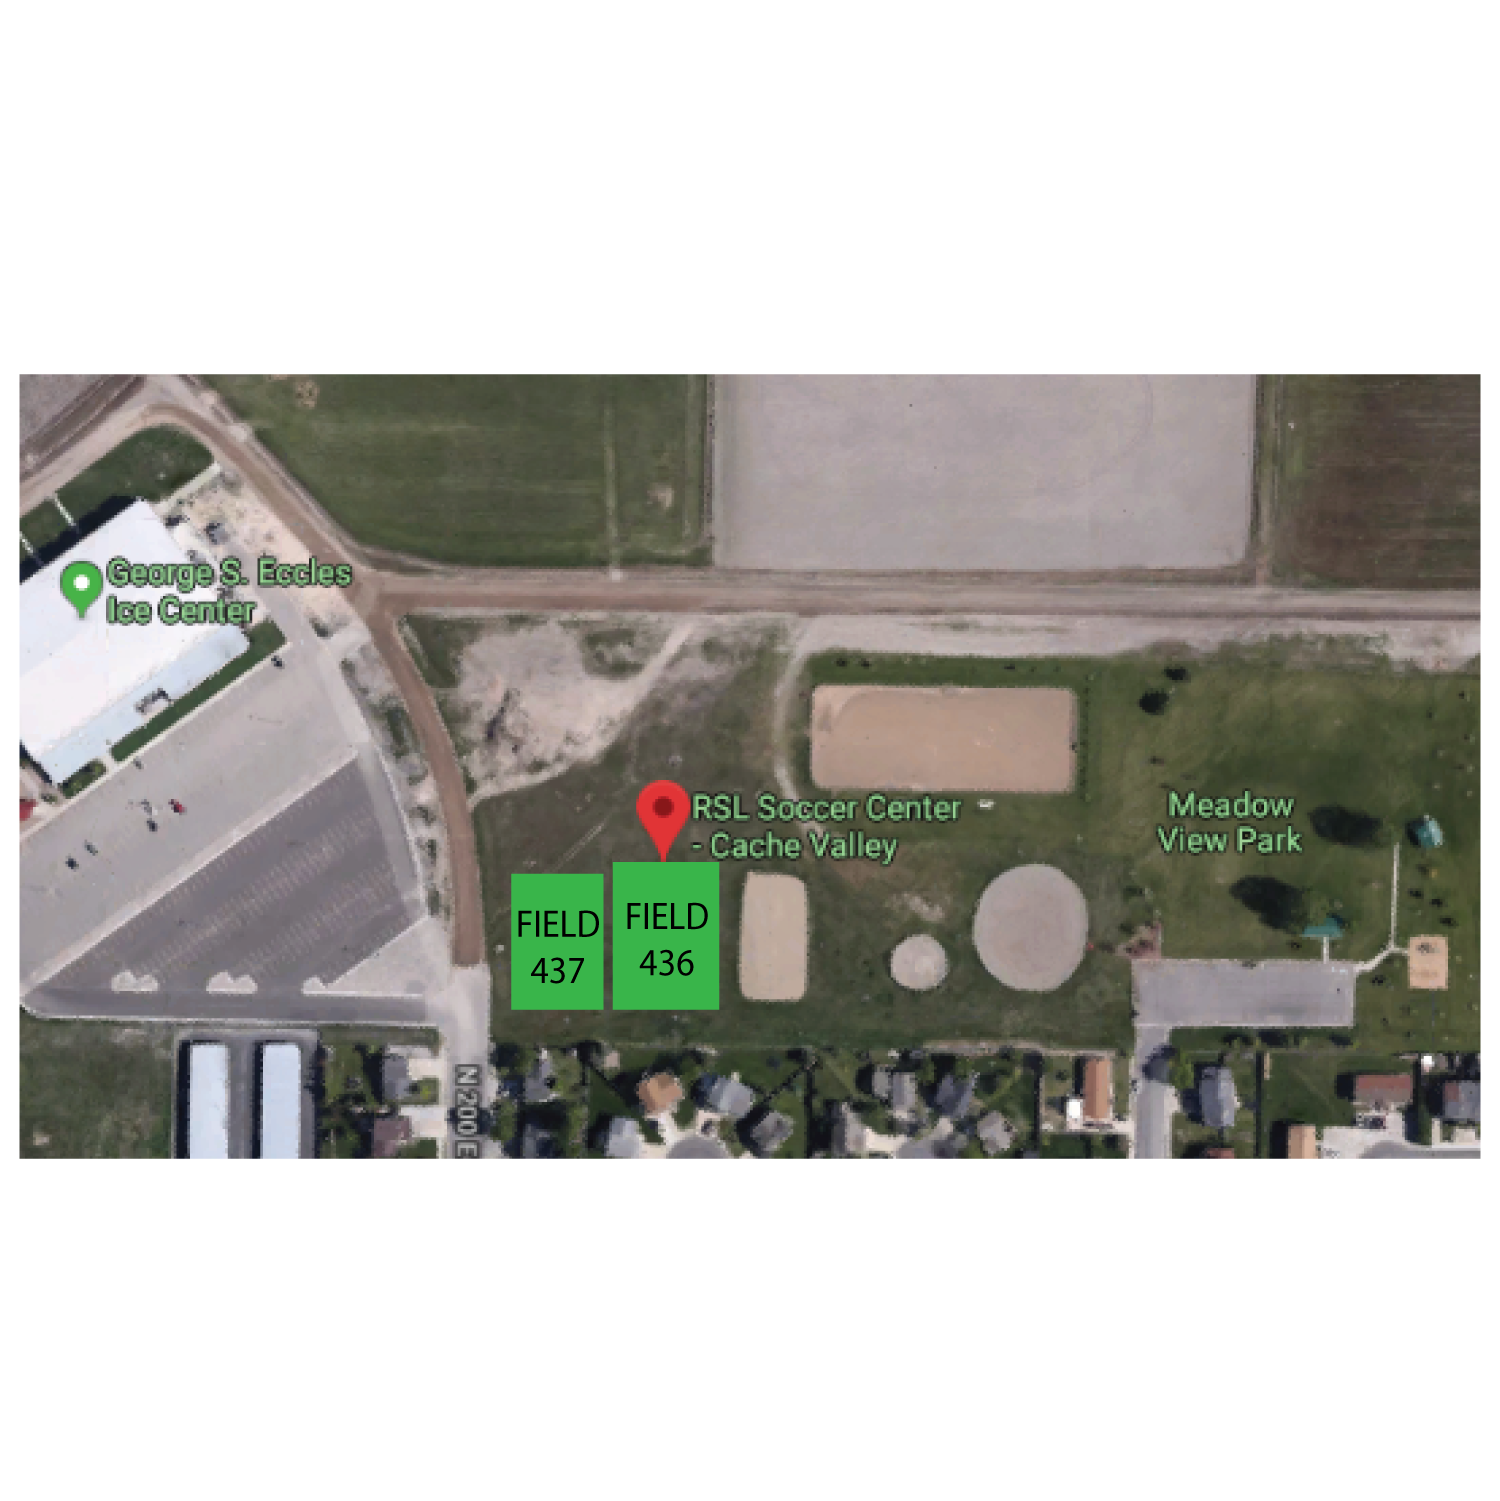 George S. Eccles
Ice Center
RSL Soccer Center
- Cache Valley
Meadow
View Park
FIELD
437
FIELD
436
N 200 E